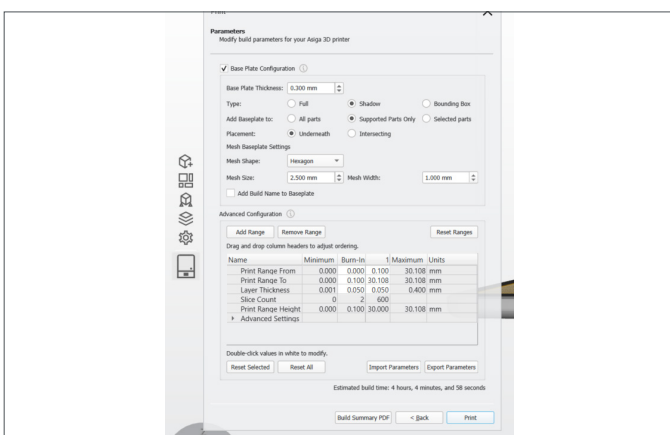 Print
Parameters
Modify build parameters for your Asiga 3D printer
Base Plate Configuration
Base Plate Thickness: 0.300 mm
Type: Full Shadow Bounding Box
Add Baseplate to: All parts Supported Parts Only Selected parts
Placement: Underneath Intersecting
Mesh Baseplate Settings
Mesh Shape: Hexagon
Mesh Size: 2.500 mm Mesh Width: 1.000 mm
Add Build Name to Baseplate
Advanced Configuration
Add Range Remove Range Reset Ranges
Drag and drop column headers to adjust ordering.
Name Minimum Burn-In 1 Maximum Units
Print Range From 0.000 0.000 0.100 30.108 mm
Print Range To 0.000 0.100 30.108 30.108 mm
Layer Thickness 0.001 0.050 0.050 0.400 mm
Slice Count 0 2 600
Print Range Height 0.000 0.100 30.000 30.108 mm
Advanced Settings
Double-click values in white to modify.
Reset Selected Reset All Import Parameters Export Parameters
Estimated build time: 4 hours, 4 minutes, and 58 seconds
Build Summary PDF < Back Print